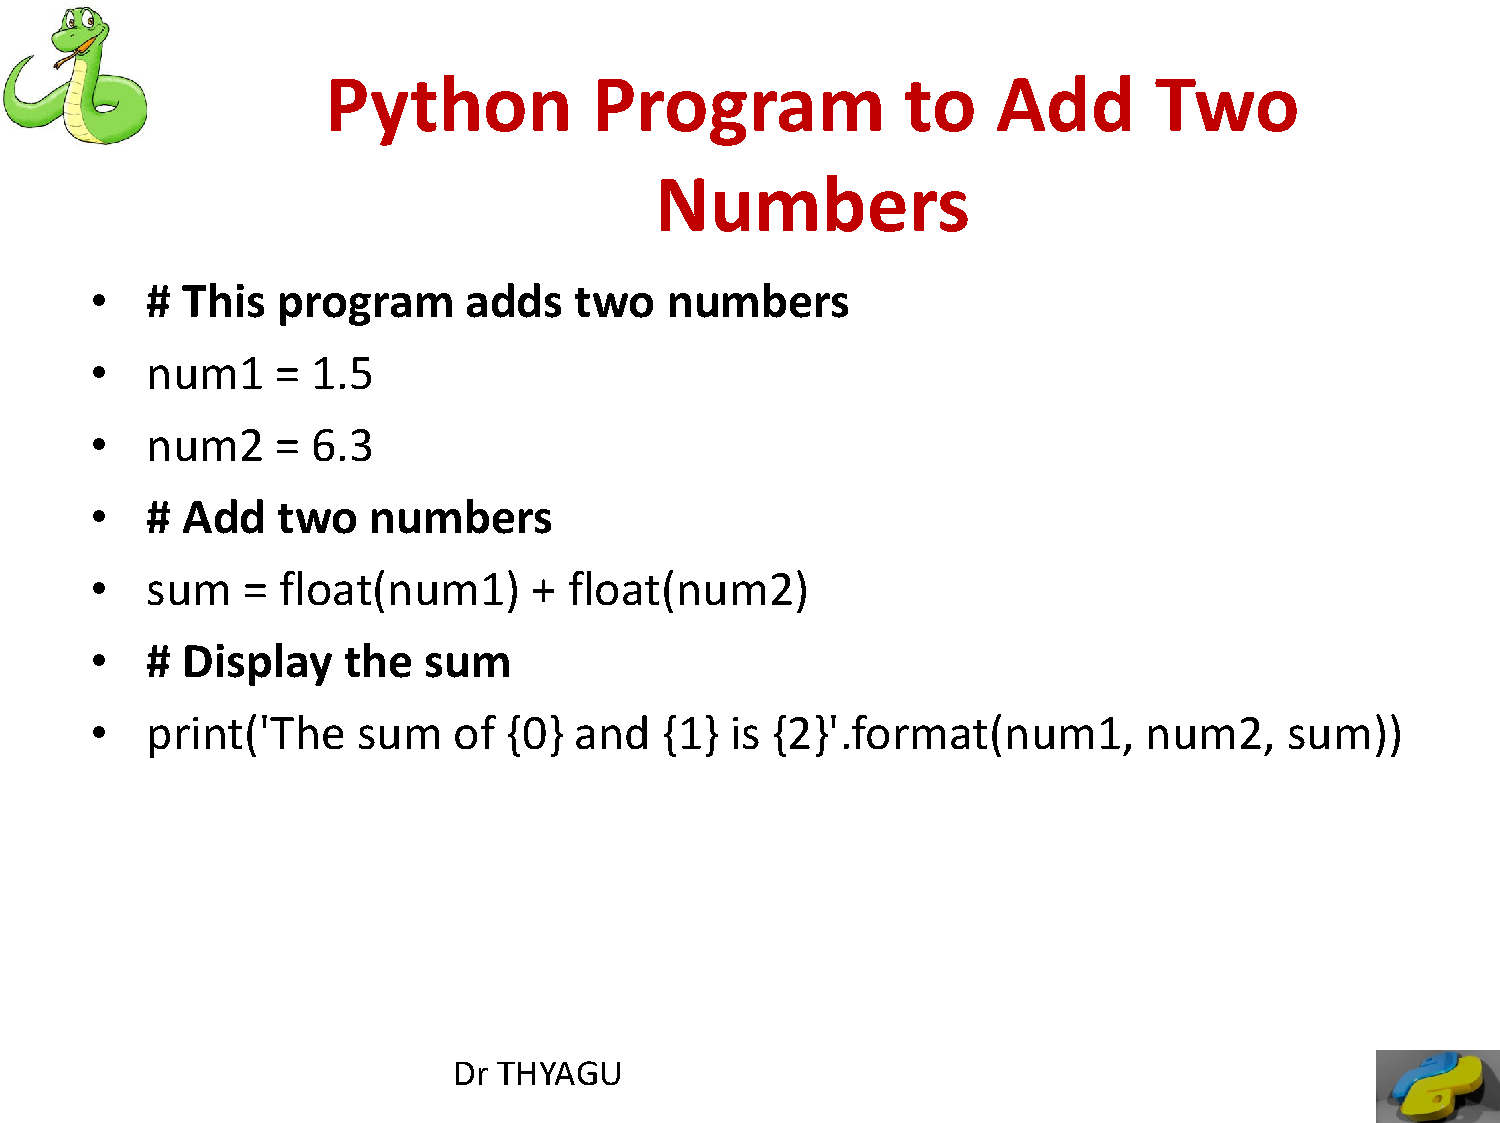 Python Program to Add Two
Numbers
• # This program adds two numbers
• num1 = 1.5
• num2 = 6.3
• # Add two numbers
• sum = float(num1) + float(num2)
• # Display the sum
• print('The sum of {0} and {1} is {2}'.format(num1, num2, sum))
Dr THYAGU